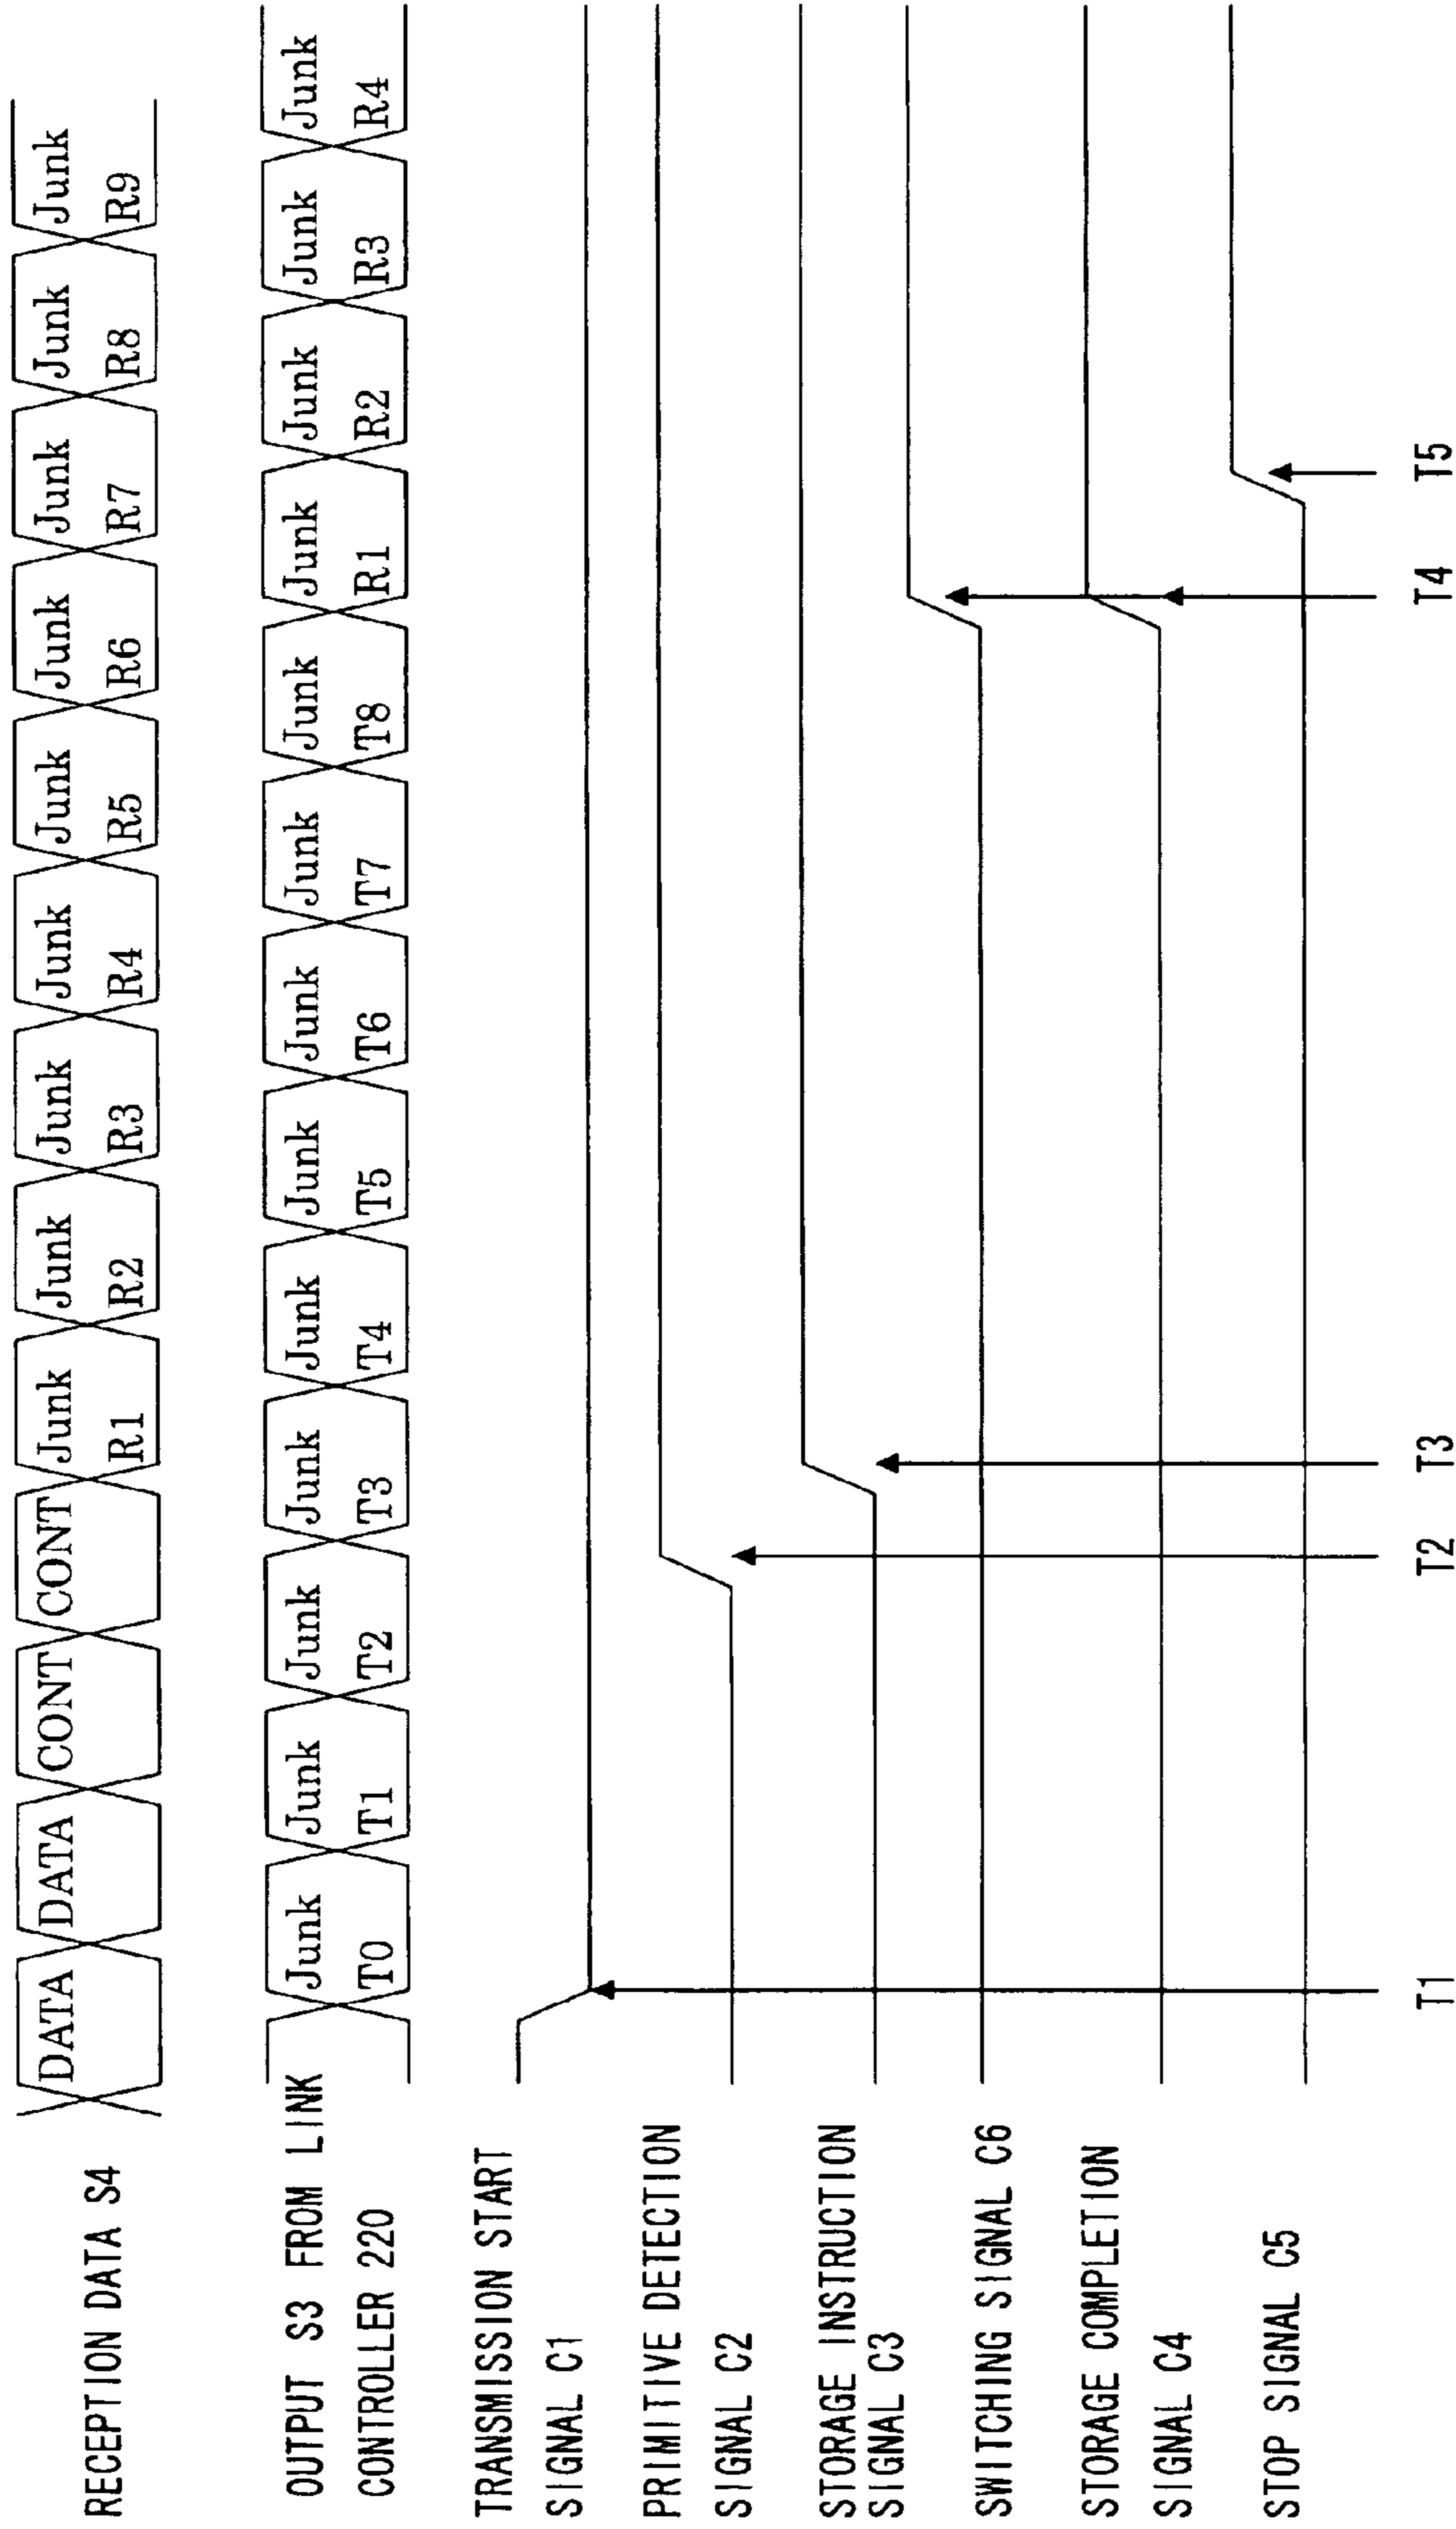 RECEPTION DATA S4
DATA DATA CONT CONT Junk Junk Junk Junk Junk Junk Junk Junk Junk
R1 R2 R3 R4 R5 R6 R7 R8 R9
OUTPUT S3 FROM LINK
CONTROLLER 220
Junk Junk Junk Junk Junk Junk Junk Junk Junk Junk Junk Junk Junk
T0 T1 T2 T3 T4 T5 T6 T7 T8 R1 R2 R3 R4
TRANSMISSION START
SIGNAL C1
PRIMITIVE DETECTION
SIGNAL C2
STORAGE INSTRUCTION
SIGNAL C3
SWITCHING SIGNAL C6
STORAGE COMPLETION
SIGNAL C4
STOP SIGNAL C5
T1 T2 T3 T4 T5